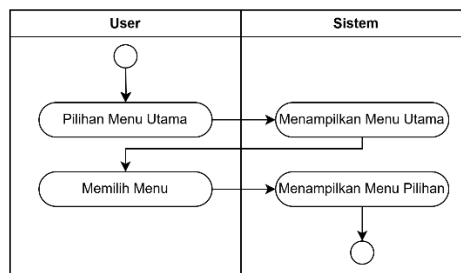 User
Sistem
Pilihan Menu Utama
Menampilkan Menu Utama
Memilih Menu
Menampilkan Menu Pilihan